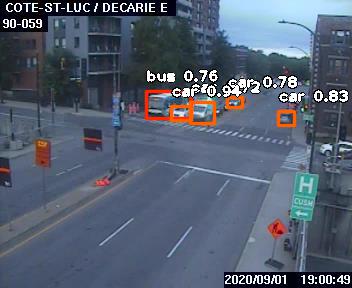 COTE-ST-LUC / DECARIE E
90-059
bus 0.76
car 0.78
car 0.94
car 0.83
H
CUSM
2020/09/01 19:00:49